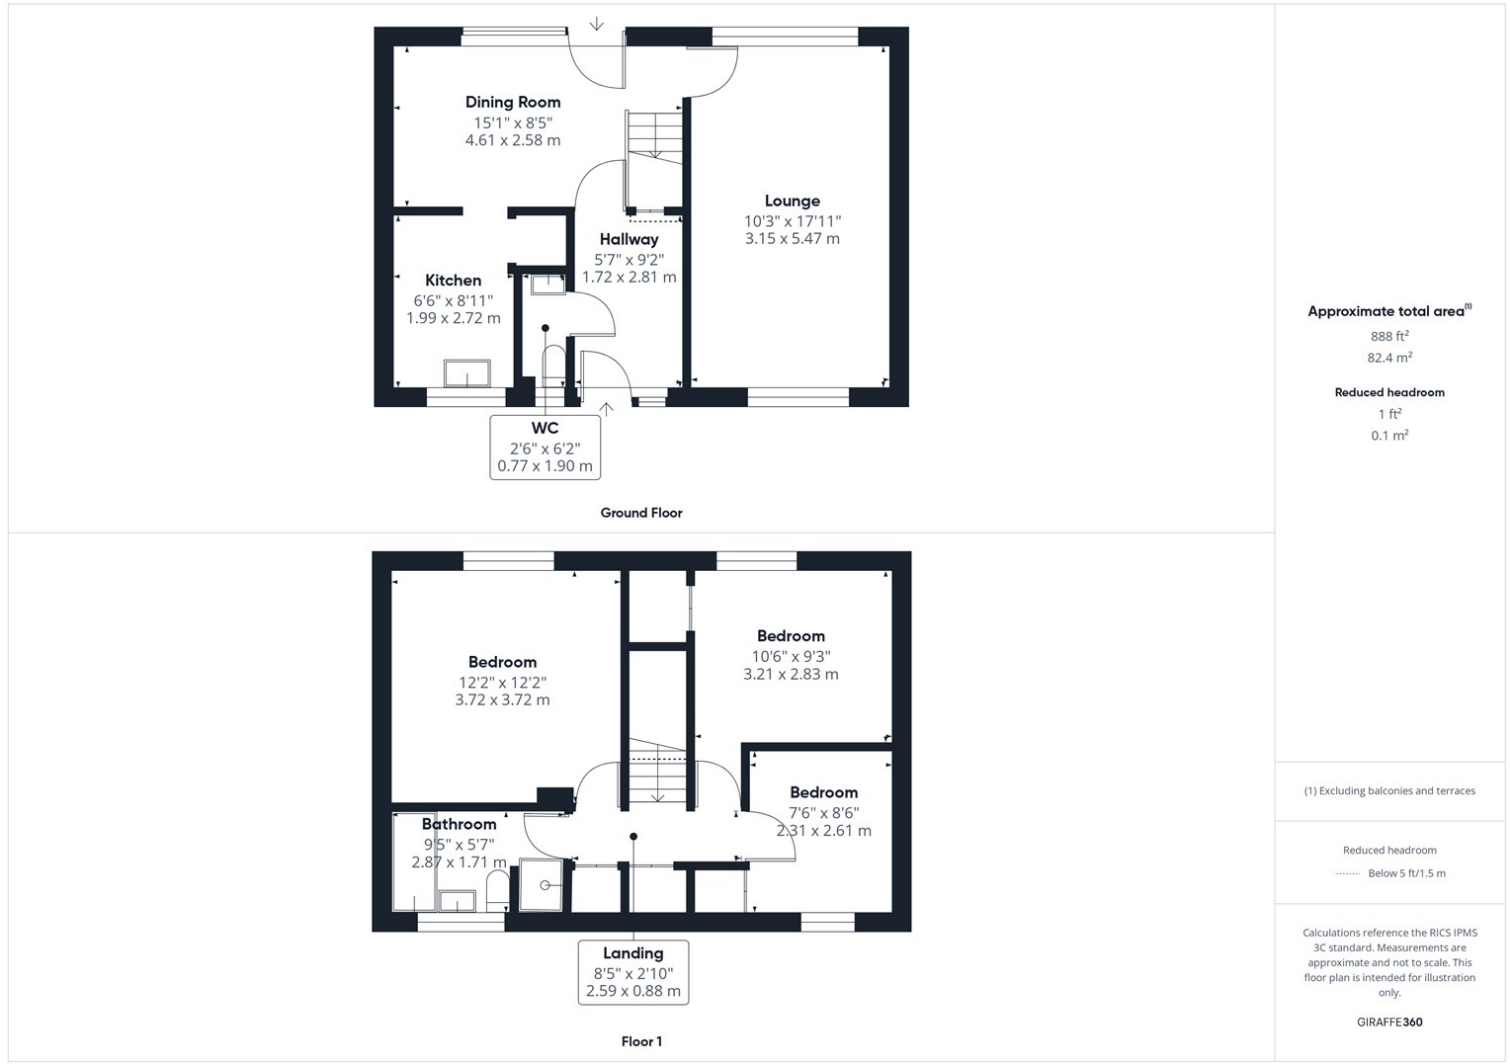 Dining Room
15'1" x 8'5"
4.61 x 2.58 m
Lounge
10'3" x 17'11"
3.15 x 5.47 m
Hallway
5'7" x 9'2"
1.72 x 2.81 m
Kitchen
6'6" x 8'11"
1.99 x 2.72 m
WC
2'6" x 6'2"
0.77 x 1.90 m
Ground Floor
Bedroom
12'2" x 12'2"
3.72 x 3.72 m
Bedroom
10'6" x 9'3"
3.21 x 2.83 m
Bedroom
7'6" x 8'6"
2.31 x 2.61 m
Bathroom
9'5" x 5'7"
2.87 x 1.71 m
Landing
8'5" x 2'10"
2.59 x 0.88 m
Floor 1
Approximate total area⁽¹⁾
888 ft²
82.4 m²
Reduced headroom
1 ft²
0.1 m²
(1) Excluding balconies and terraces
Reduced headroom
Below 5 ft/1.5 m
Calculations reference the RICS IPMS
3C standard. Measurements are
approximate and not to scale. This
floor plan is intended for illustration
only.
GIRAFFE360